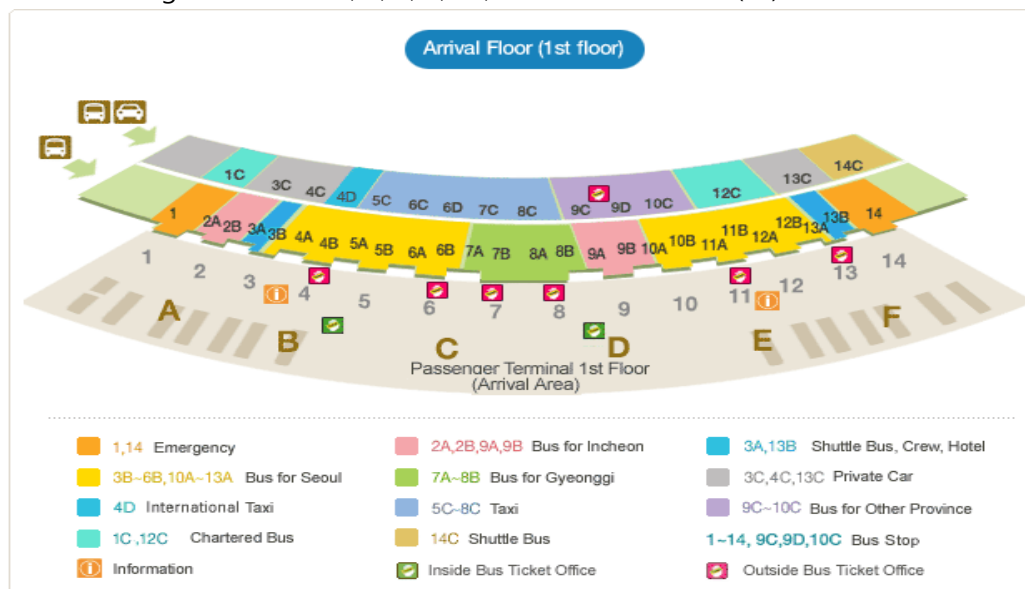 Arrival Floor (1st floor)
1C
3C
4C
4D
5C
6C
6D
7C
8C
9C
9D
10C
12C
13C
14C
1
2A
2B
3A
3B
4A
4B
5A
5B
6A
6B
7A
7B
8A
8B
9A
9B
10A
10B
11A
11B
12A
12B
13A
13B
14
1
2
3
4
5
6
7
8
9
10
11
12
13
14
A
B
C
D
E
F
Passenger Terminal 1st Floor
(Arrival Area)
1,14 Emergency
2A,2B,9A,9B Bus for Incheon
3A,13B Shuttle Bus, Crew, Hotel
3B~6B,10A~13A Bus for Seoul
7A~8B Bus for Gyeonggi
3C,4C,13C Private Car
4D International Taxi
5C~8C Taxi
9C~10C Bus for Other Province
1C ,12C Chartered Bus
14C Shuttle Bus
1~14, 9C,9D,10C Bus Stop
Information
Inside Bus Ticket Office
Outside Bus Ticket Office